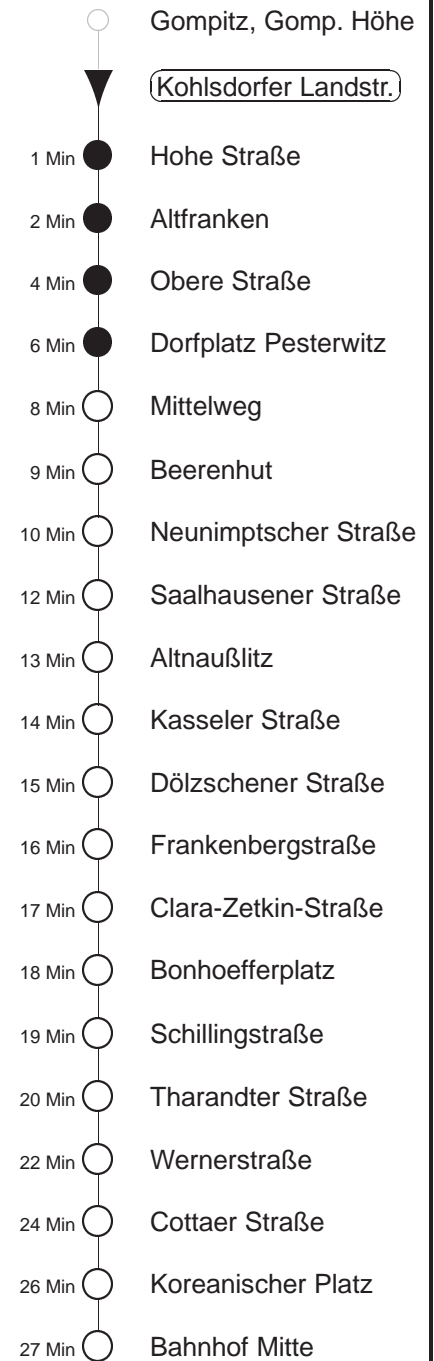 Gompitz, Gomp. Höhe
Kohlsdorfer Landstr.
1 Min Hohe Straße
2 Min Altfranken
4 Min Obere Straße
6 Min Dorfplatz Pesterwitz
8 Min Mittelweg
9 Min Beerenhut
10 Min Neunimptscher Straße
12 Min Saalhausener Straße
13 Min Altnaußlitz
14 Min Kasseler Straße
15 Min Dölzschener Straße
16 Min Frankenbergstraße
17 Min Clara-Zetkin-Straße
18 Min Bonhoefferplatz
19 Min Schillingstraße
20 Min Tharandter Straße
22 Min Wernerstraße
24 Min Cottaer Straße
26 Min Koreanischer Platz
27 Min Bahnhof Mitte